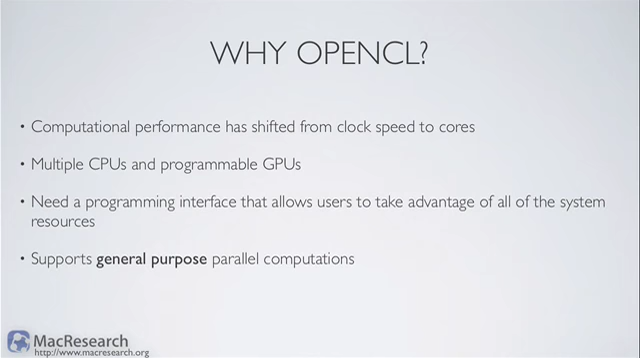 WHY OPENCL?
• Computational performance has shifted from clock speed to cores
• Multiple CPUs and programmable GPUs
• Need a programming interface that allows users to take advantage of all of the system
resources
• Supports general purpose parallel computations
MacResearch
http://www.macresearch.org